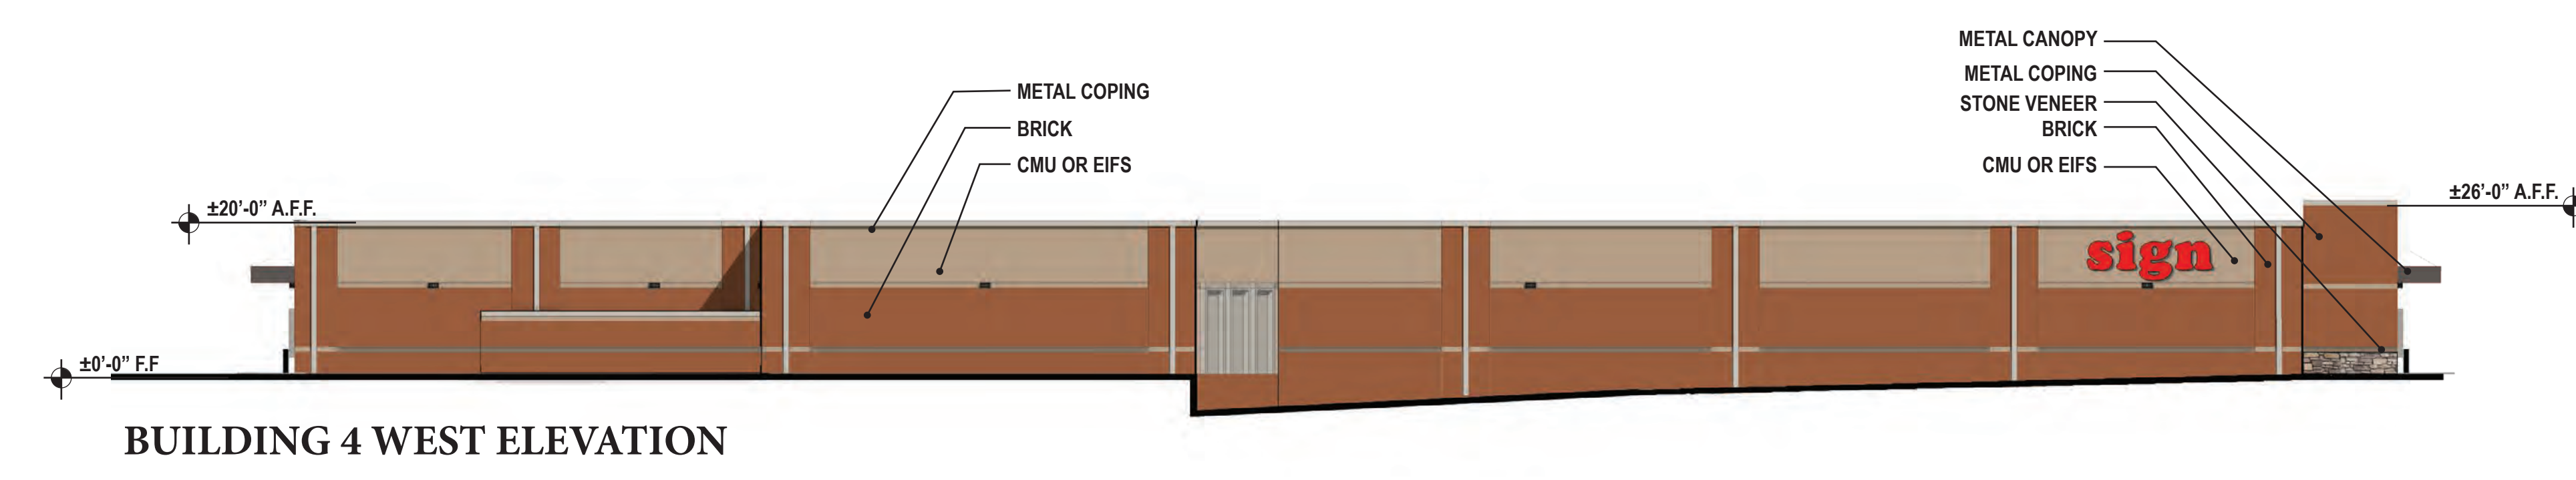 METAL CANOPY
METAL COPING
METAL COPING
STONE VENEER
BRICK
BRICK
CMU OR EIFS
CMU OR EIFS
±20’-0” A.F.F.
±26’-0” A.F.F.
sign
±0’-0” F.F
BUILDING 4 WEST ELEVATION